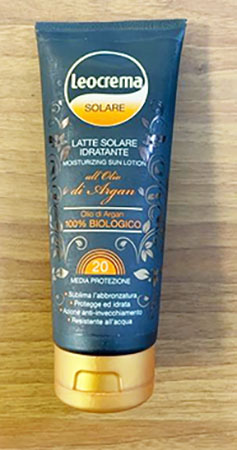 Leocrema
SOLARE
LATTE SOLARE
IDRATANTE
MOISTURIZING SUN LOTION
all'Olio
di Argan
Olio di Argan
100% BIOLOGICO
20
MEDIA PROTEZIONE
• Sublima l'abbronzatura
• Protegge ed idrata
• Azione anti-invecchiamento
• Resistente all'acqua